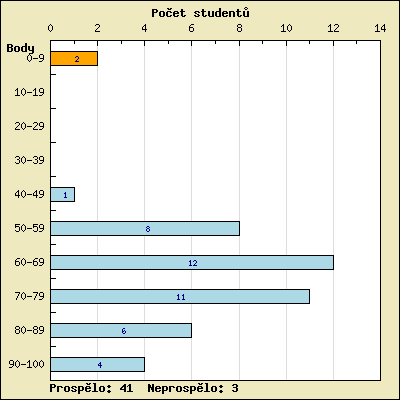 Počet studentů
0 2 4 6 8 10 12 14
Body
0-9 2
10-19
20-29
30-39
40-49 1
50-59 8
60-69 12
70-79 11
80-89 6
90-100 4
Prospělo: 41 Neprospělo: 3